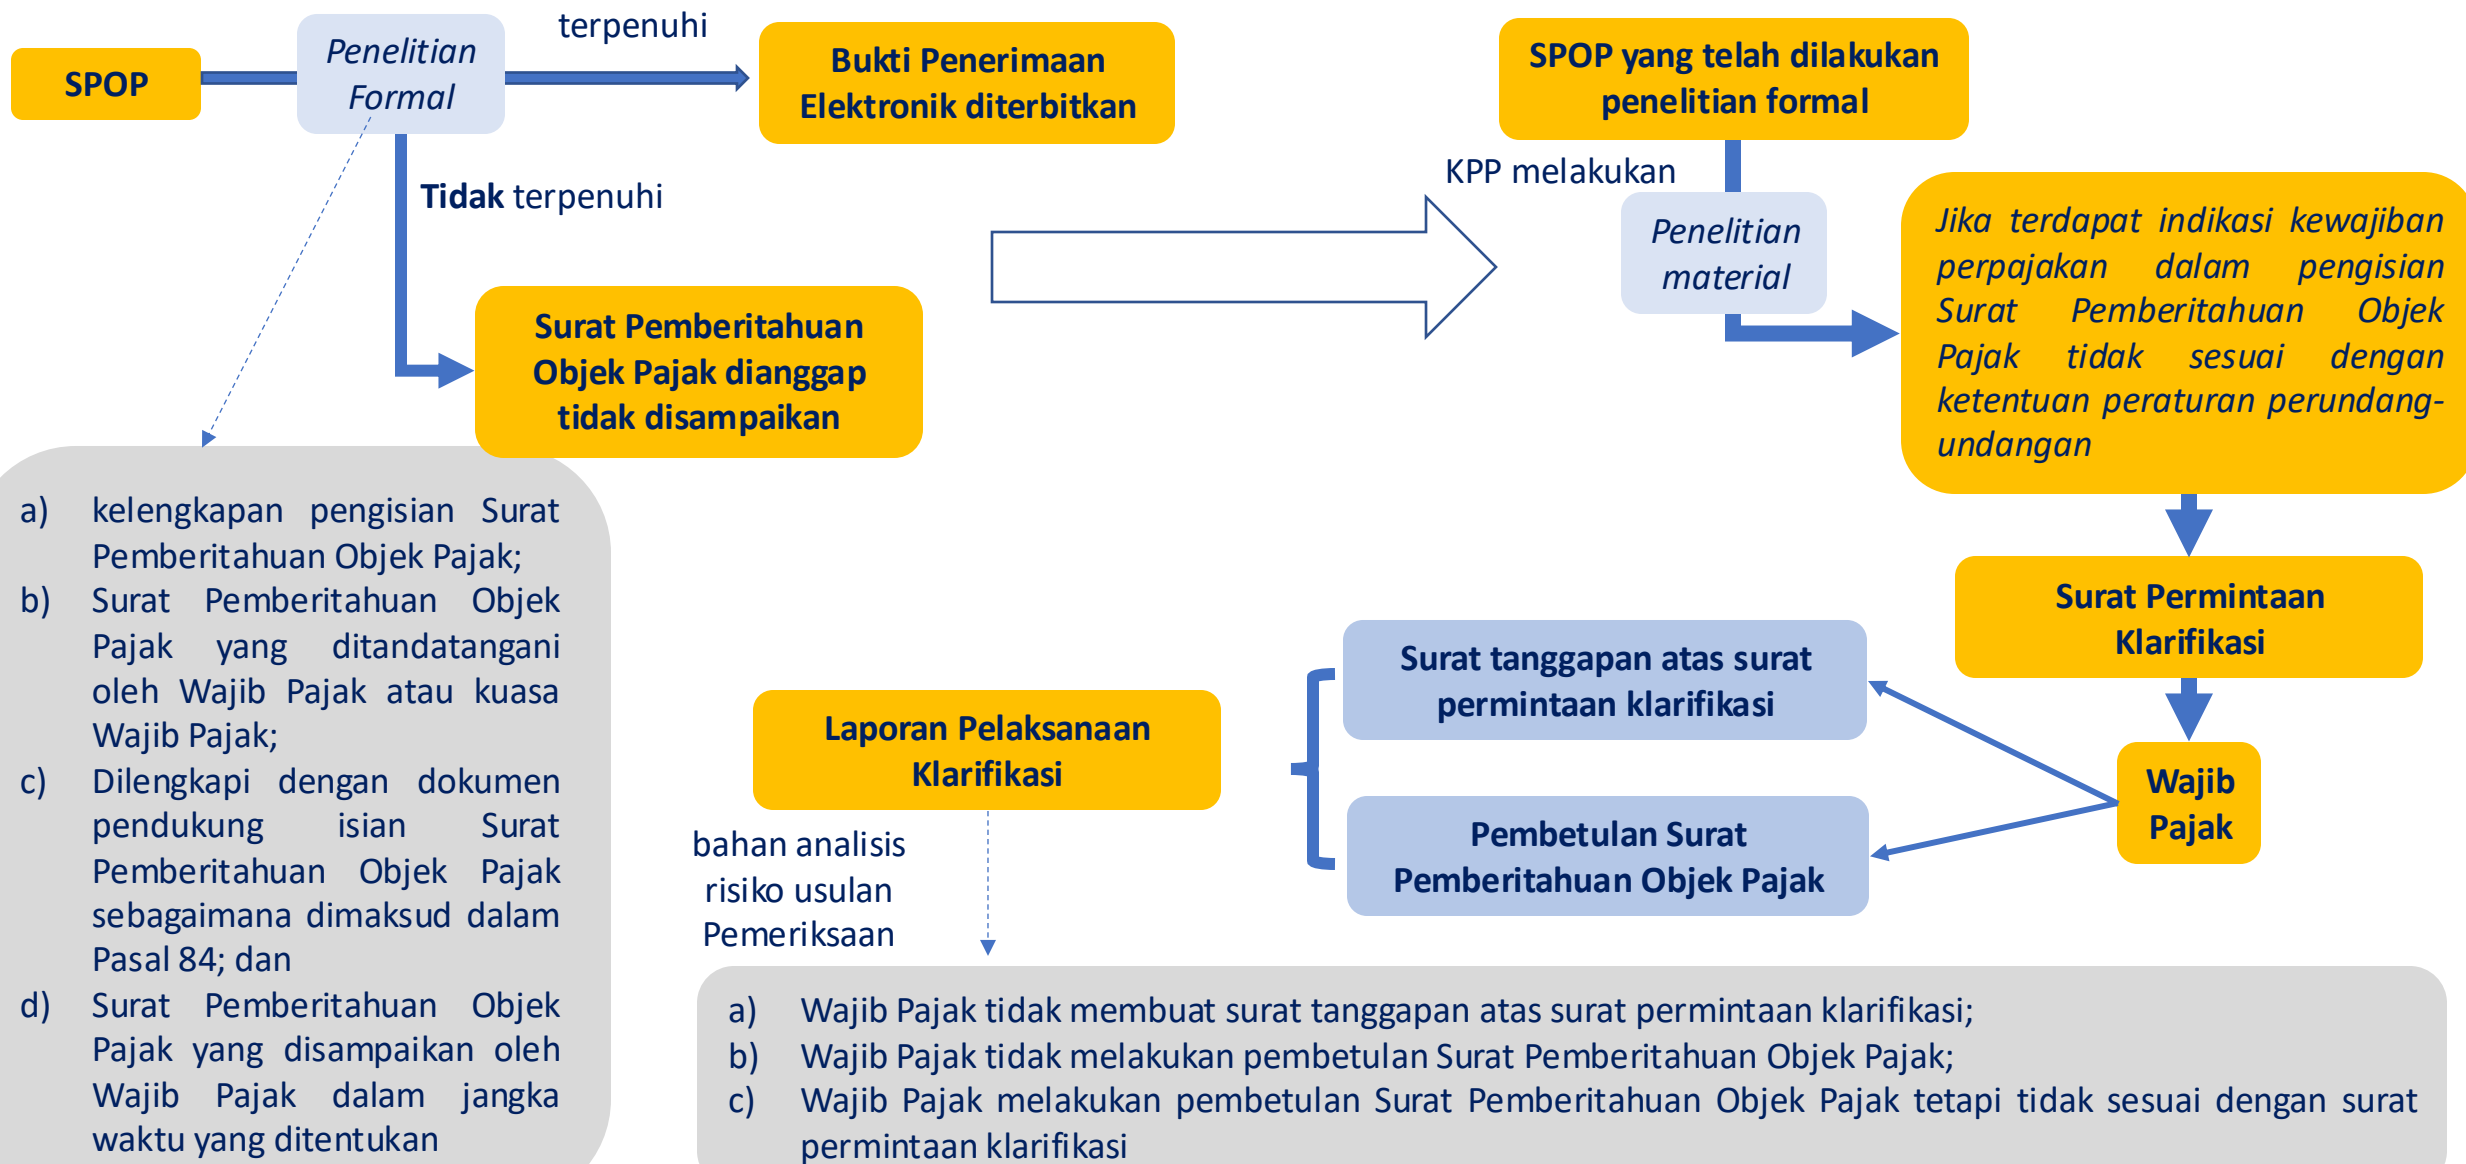 SPOP
Penelitian
Formal
terpenuhi
Bukti Penerimaan
Elektronik diterbitkan
Tidak terpenuhi
Surat Pemberitahuan
Objek Pajak dianggap
tidak disampaikan
a) kelengkapan pengisian Surat
Pemberitahuan Objek Pajak;
b) Surat Pemberitahuan Objek
Pajak yang ditandatangani
oleh Wajib Pajak atau kuasa
Wajib Pajak;
c) Dilengkapi dengan dokumen
pendukung isian Surat
Pemberitahuan Objek Pajak
sebagaimana dimaksud dalam
Pasal 84; dan
d) Surat Pemberitahuan Objek
Pajak yang disampaikan oleh
Wajib Pajak dalam jangka
waktu yang ditentukan
SPOP yang telah dilakukan
penelitian formal
KPP melakukan
Penelitian
material
Jika terdapat indikasi kewajiban
perpajakan dalam pengisian
Surat Pemberitahuan Objek
Pajak tidak sesuai dengan
ketentuan peraturan perundang-
undangan
Surat Permintaan
Klarifikasi
Wajib
Pajak
Surat tanggapan atas surat
permintaan klarifikasi
Pembetulan Surat
Pemberitahuan Objek Pajak
Laporan Pelaksanaan
Klarifikasi
bahan analisis
risiko usulan
Pemeriksaan
a) Wajib Pajak tidak membuat surat tanggapan atas surat permintaan klarifikasi;
b) Wajib Pajak tidak melakukan pembetulan Surat Pemberitahuan Objek Pajak;
c) Wajib Pajak melakukan pembetulan Surat Pemberitahuan Objek Pajak tetapi tidak sesuai dengan surat
permintaan klarifikasi